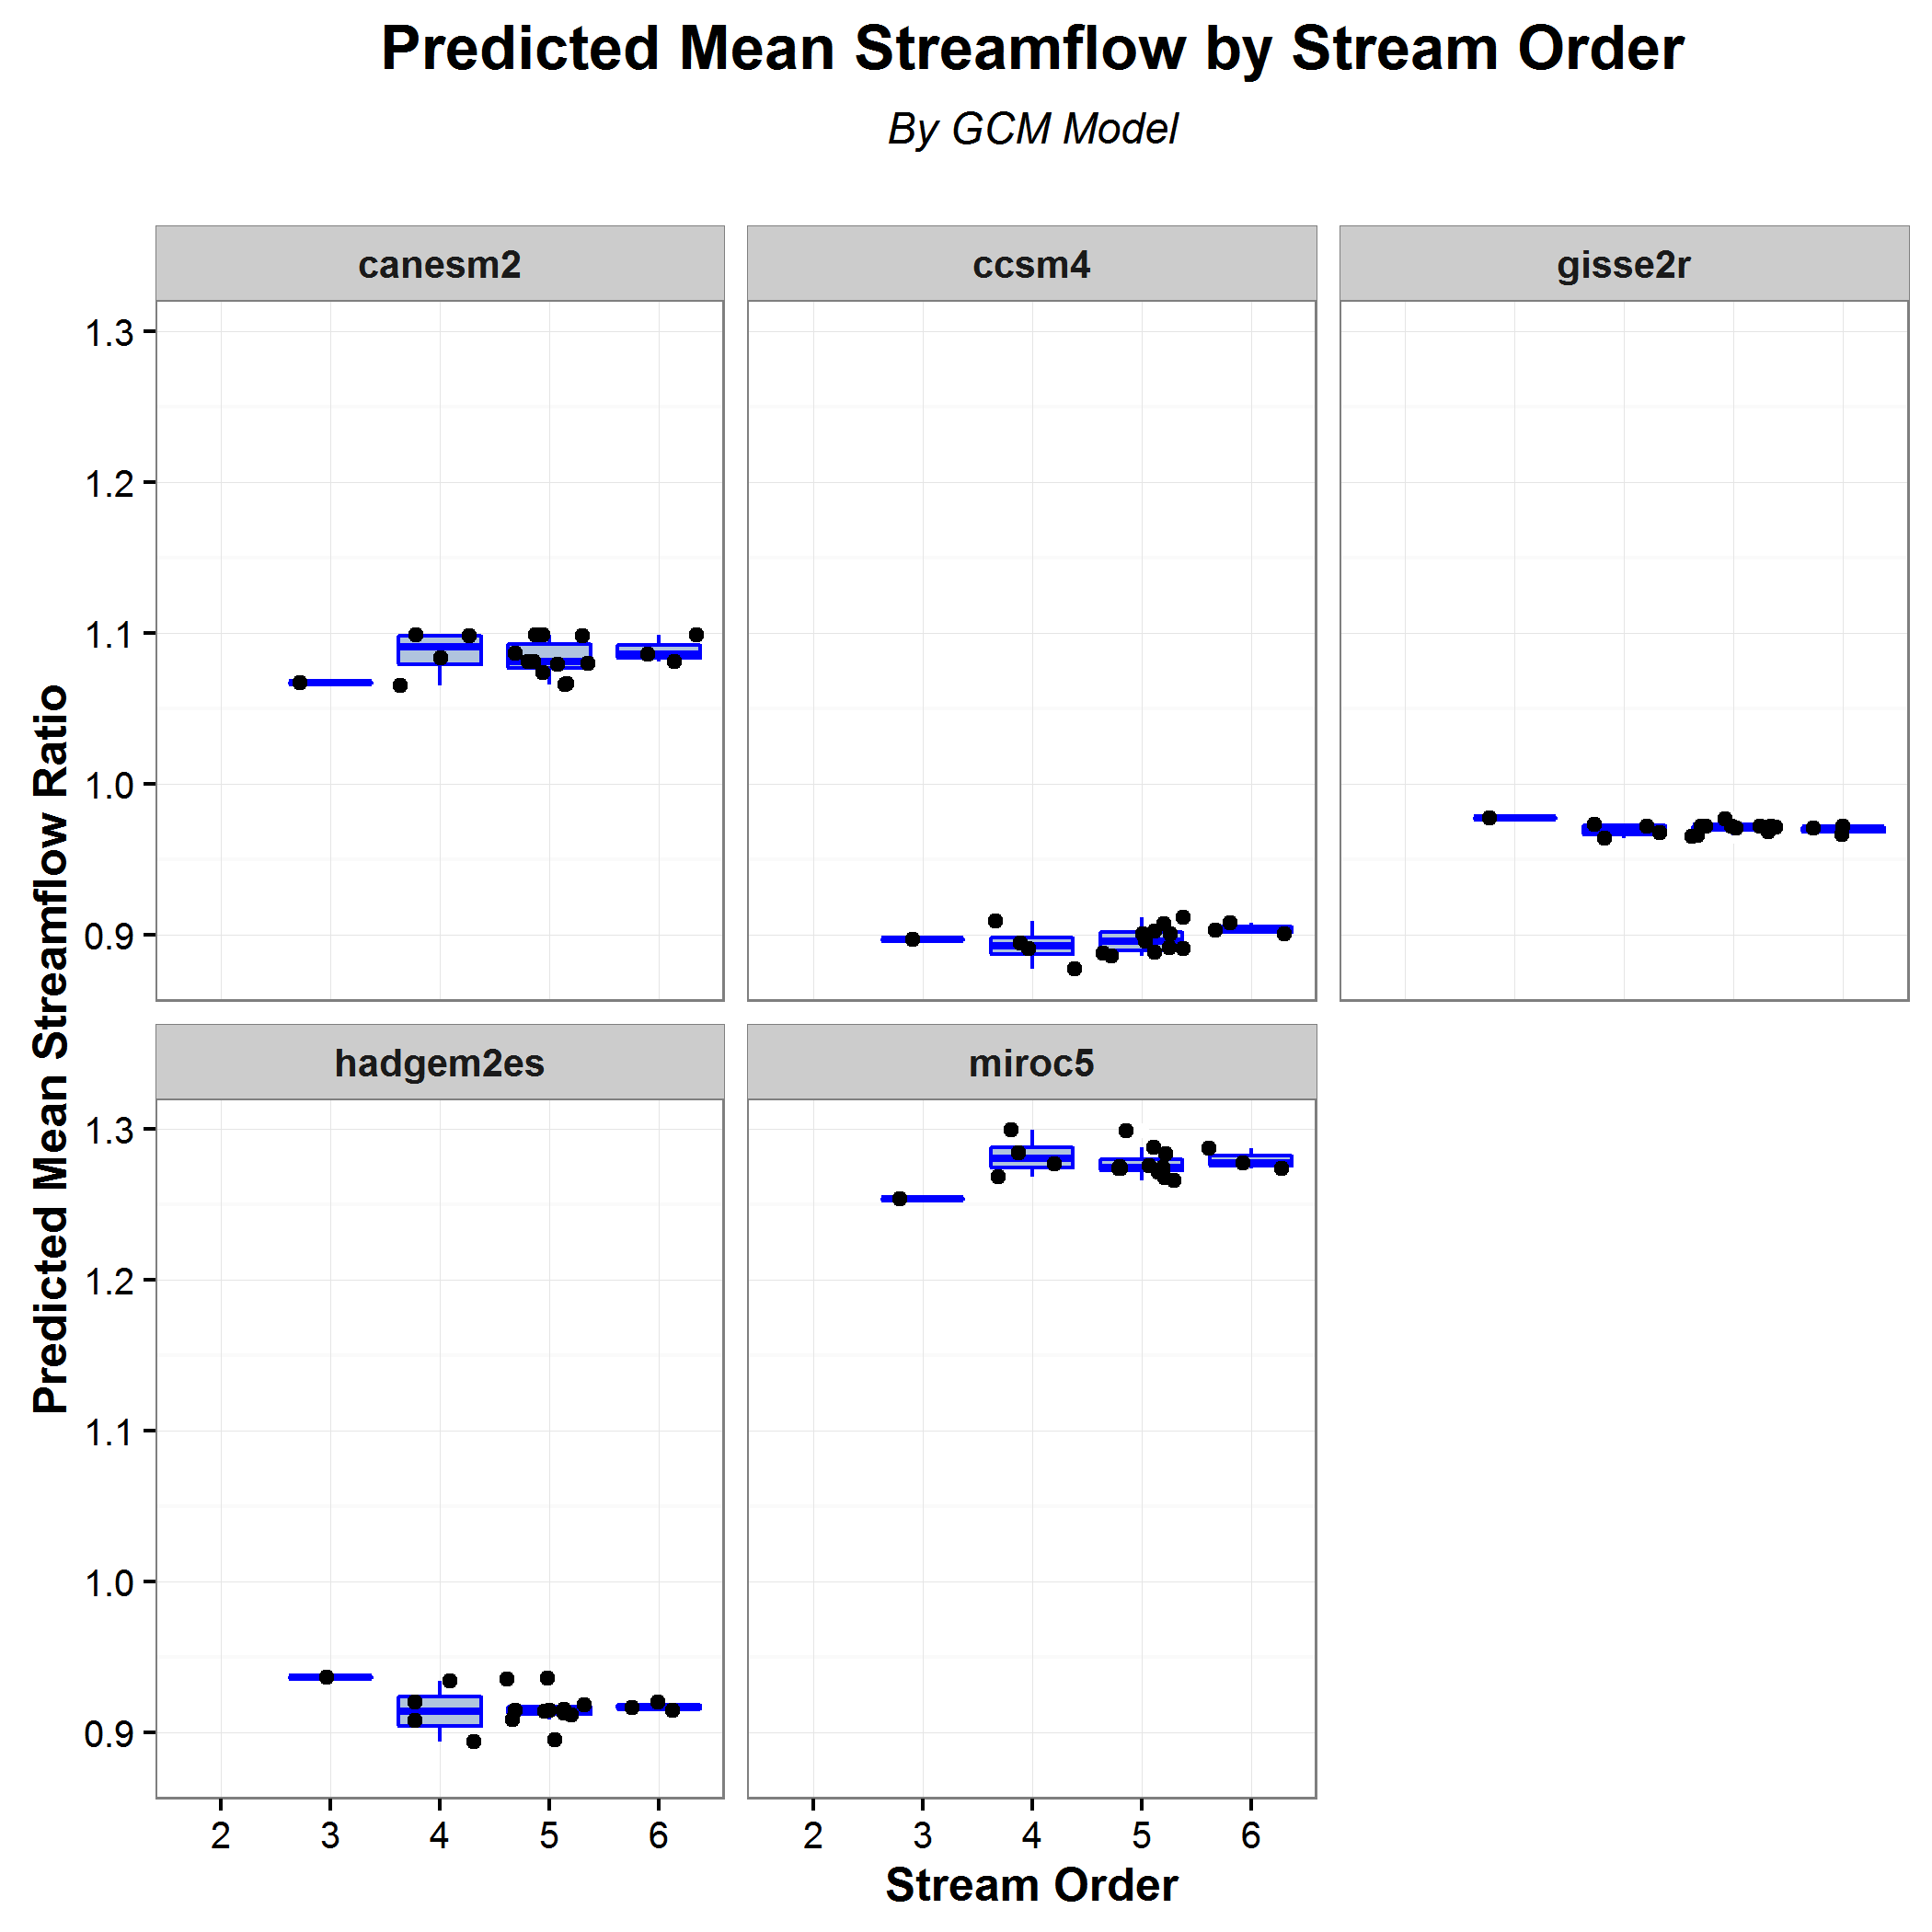 Predicted Mean Streamflow by Stream Order
By GCM Model
canesm2
ccsm4
gisse2r
1.3
1.2
1.1
1.0
0.9
Predicted Mean Streamflow Ratio
hadgem2es
miroc5
1.3
1.2
1.1
1.0
0.9
2 3 4 5 6
2 3 4 5 6
Stream Order